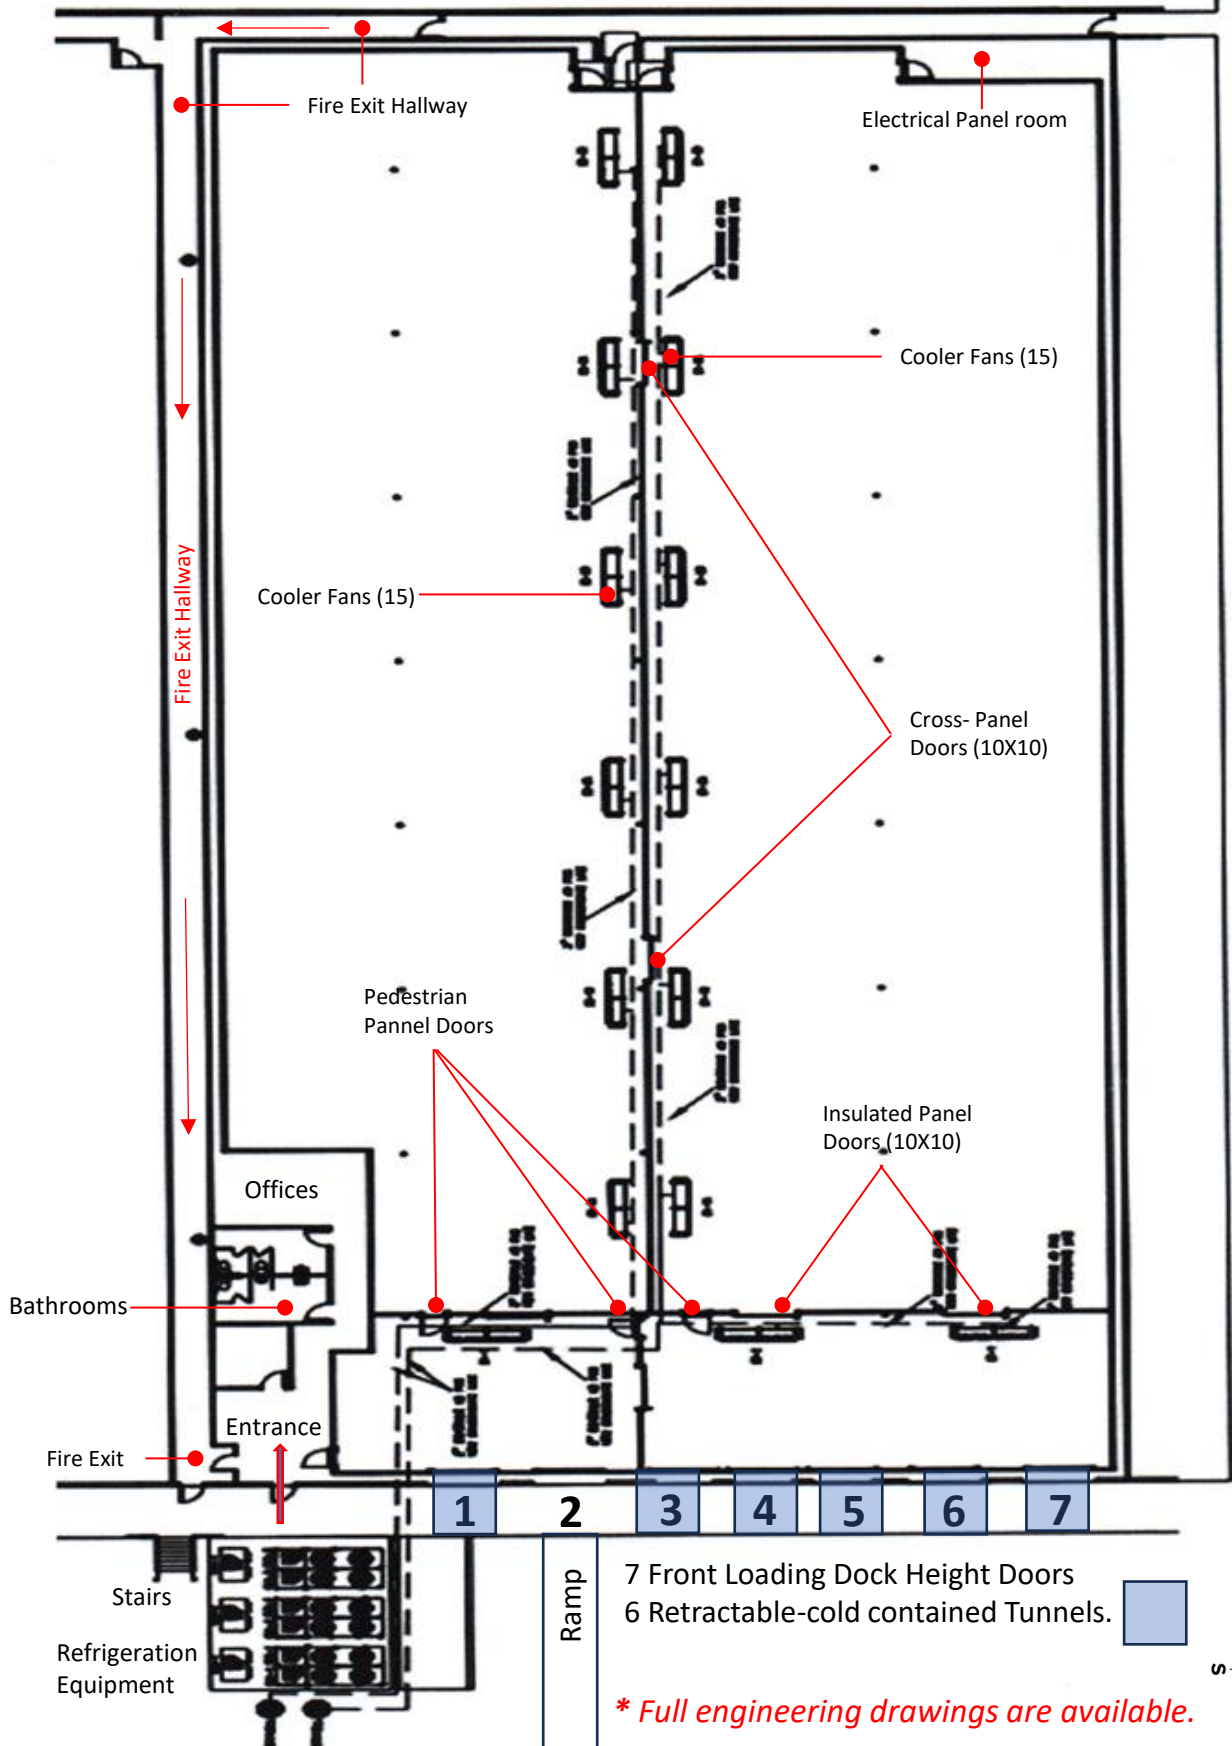 Fire Exit Hallway
Electrical Panel room
Cooler Fans (15)
Cooler Fans (15)
Fire Exit Hallway
Cross- Panel
Doors (10X10)
Pedestrian
Pannel Doors
Insulated Panel
Doors (10X10)
Offices
Bathrooms
Entrance
Fire Exit
1
2
3
4
5
6
7
Ramp
7 Front Loading Dock Height Doors
6 Retractable-cold contained Tunnels.
Stairs
Refrigeration
Equipment
S
* Full engineering drawings are available.